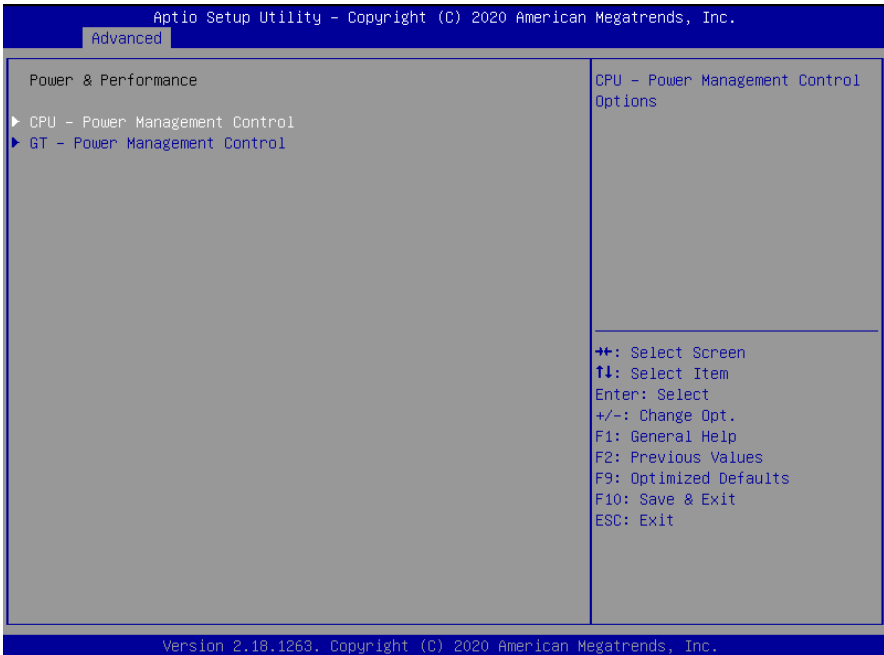 Aptio Setup Utility – Copyright (C) 2020 American Megatrends, Inc.
Advanced
Power & Performance
▶ CPU – Power Management Control
▶ GT – Power Management Control
CPU – Power Management Control
Options
→←: Select Screen
↑↓: Select Item
Enter: Select
+/-: Change Opt.
F1: General Help
F2: Previous Values
F9: Optimized Defaults
F10: Save & Exit
ESC: Exit
Version 2.18.1263. Copyright (C) 2020 American Megatrends, Inc.